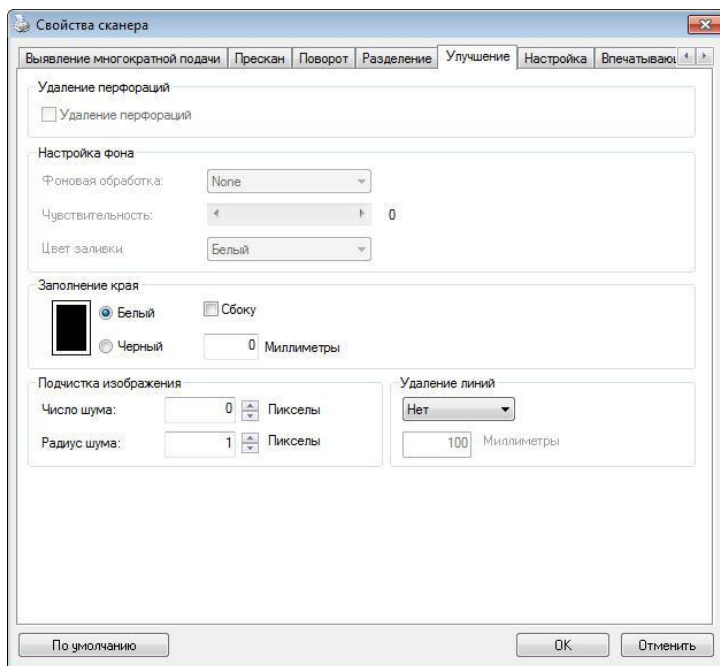 Свойства сканера
Выявление многократной подачи Прескан Поворот Разделение Улучшение Настройка Впечатываю
Удаление перфораций
Удаление перфораций
Настройка фона
Фоновая обработка: None
Чувствительность: 0
Цвет заливки Белый
Заполнение края
Белый Сбоку
Черный 0 Миллиметры
Подчистка изображения Удаление линий
Число шума: 0 Пикселы Нет
Радиус шума: 1 Пикселы 100 Миллиметры
По умолчанию OK Отменить